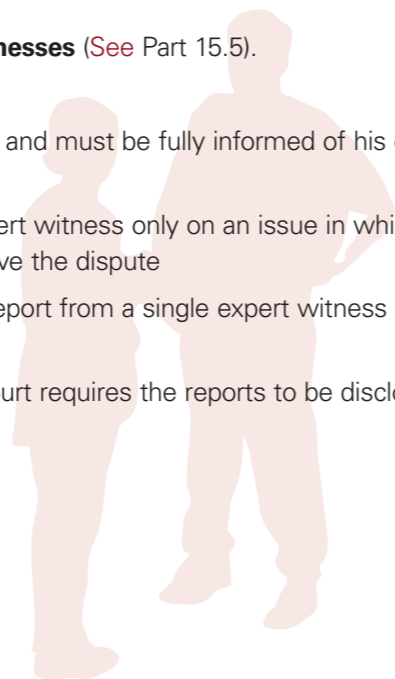 nesses (See Part 15.5).
and must be fully informed of his
ert witness only on an issue in whi
ve the dispute
eport from a single expert witness
urt requires the reports to be disclo